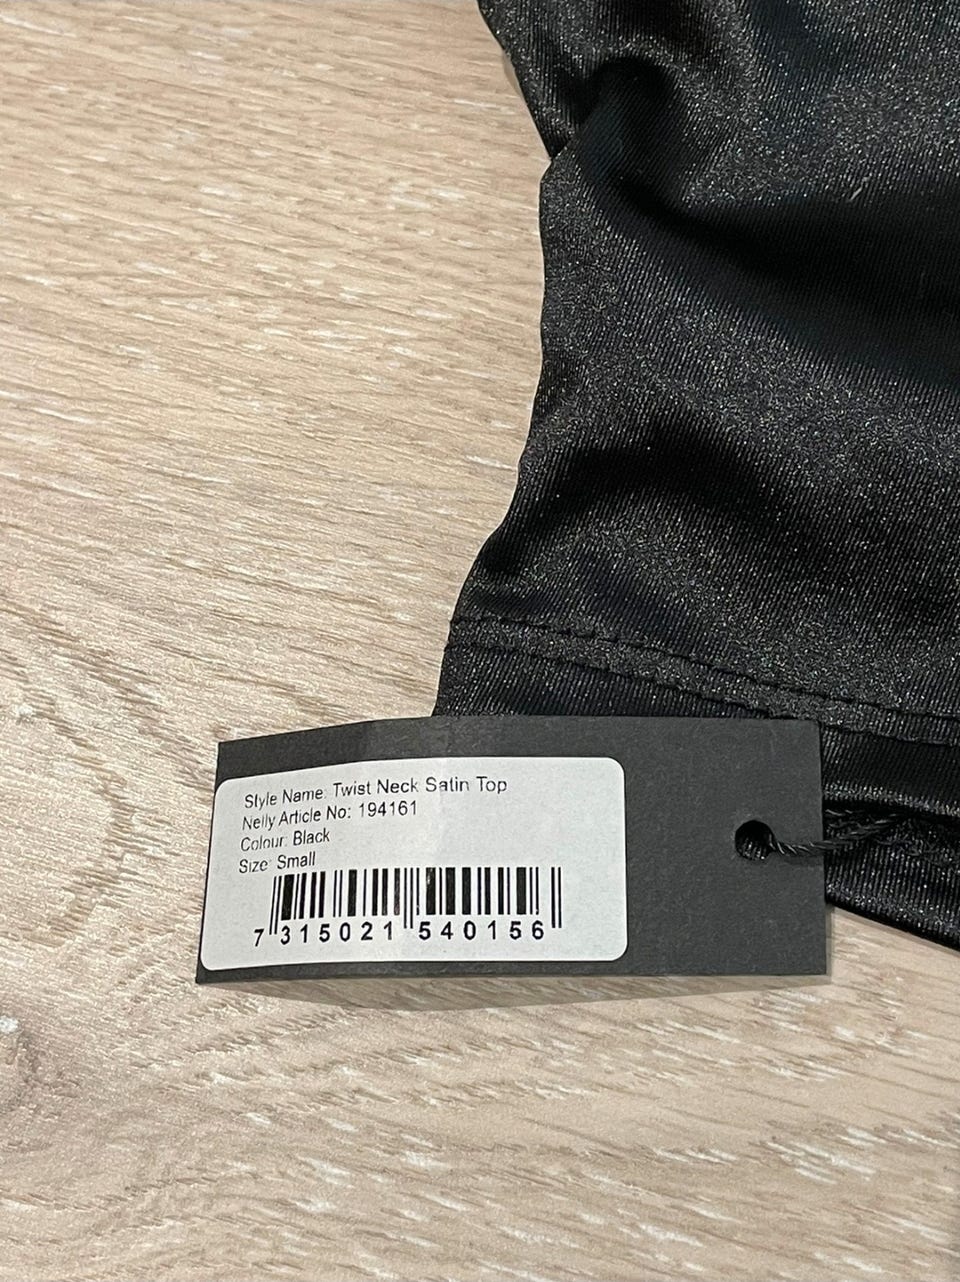 Style Name: Twist Neck Satin Top
Nelly Article No: 194161
Colour: Black
Size: Small
7 315021 540156